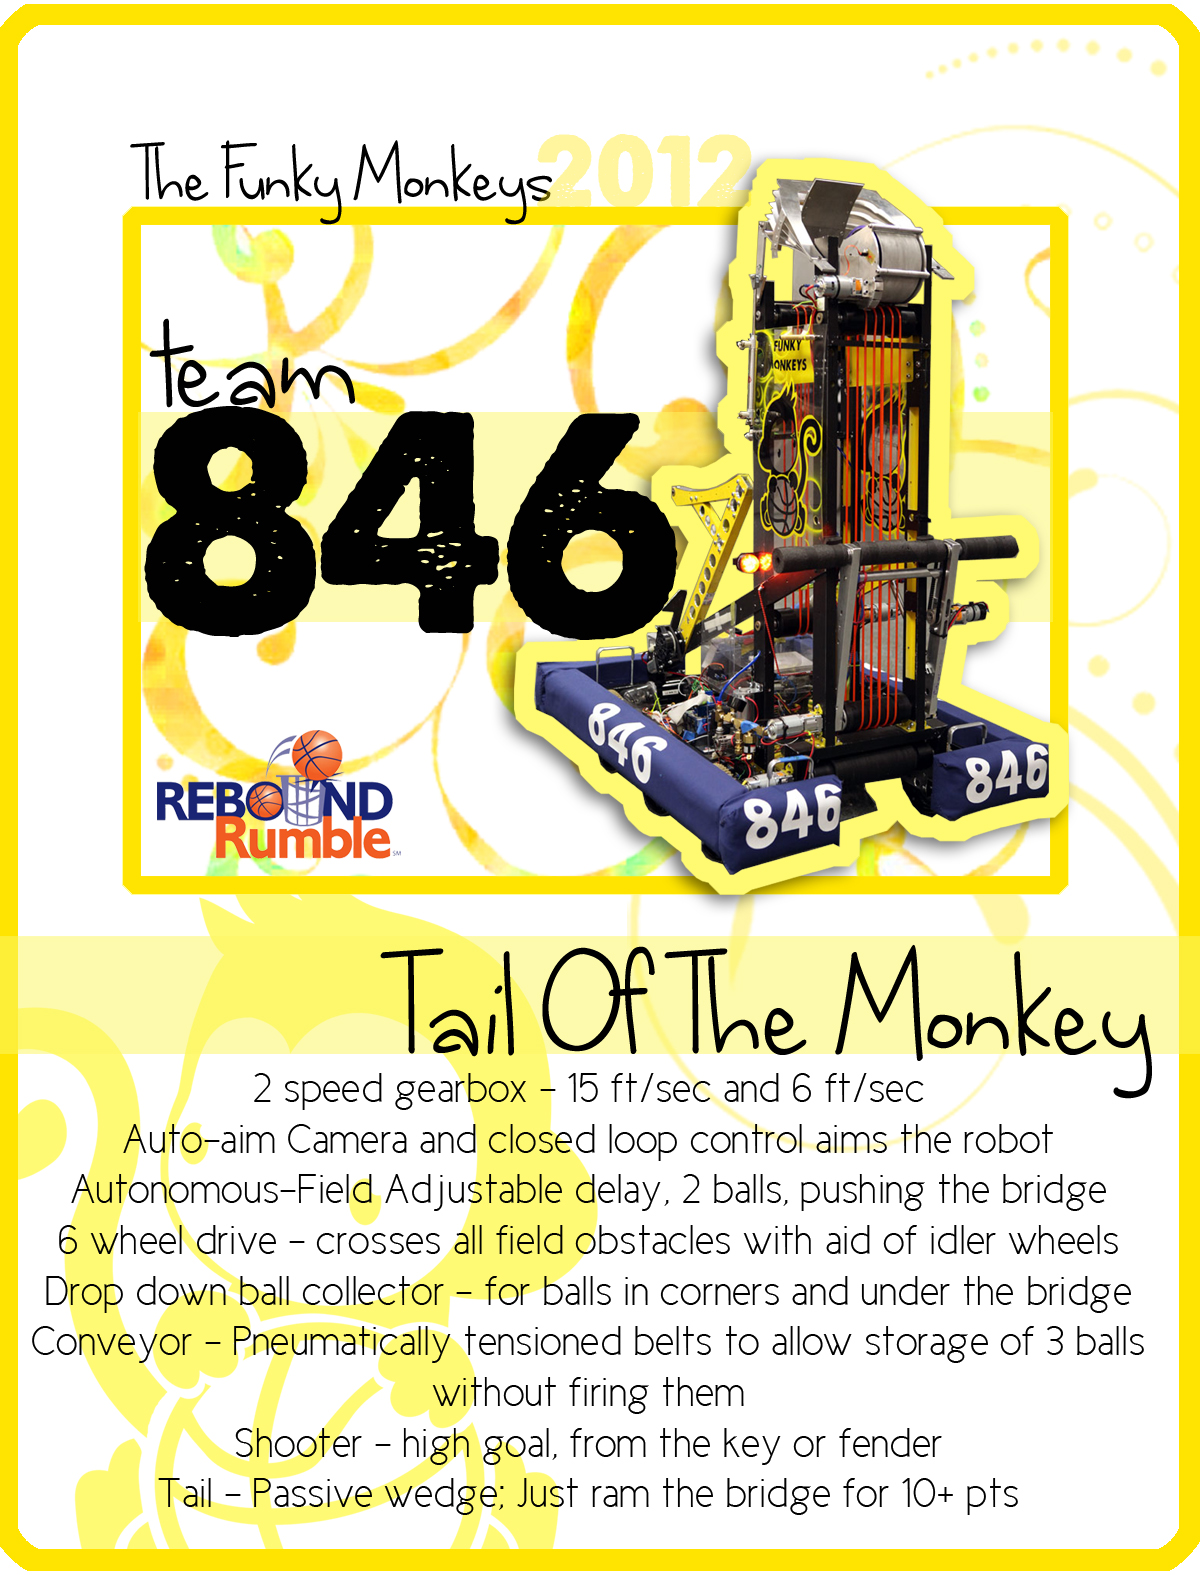 The Funky Monkeys
2012
team
846
FUNKY
MONKEYS
846
846
846
REBOUND
Rumble
SM
Tail Of The Monkey
2 speed gearbox - 15 ft/sec and 6 ft/sec
Auto-aim Camera and closed loop control aims the robot
Autonomous-Field Adjustable delay, 2 balls, pushing the bridge
6 wheel drive - crosses all field obstacles with aid of idler wheels
Drop down ball collector - for balls in corners and under the bridge
Conveyor - Pneumatically tensioned belts to allow storage of 3 balls
without firing them
Shooter - high goal, from the key or fender
Tail - Passive wedge; Just ram the bridge for 10+ pts